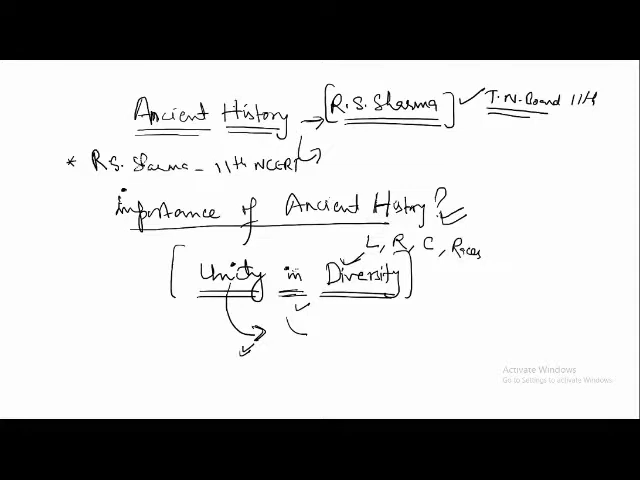 Ancient History → [R.S. Sharma] ✓ T.N. Board 11th
* R.S. Sharma - 11th NCERT
Importance of Ancient History?
L, R, C, Races
[Unity in Diversity]
Activate Windows
Go to Settings to activate Windows.